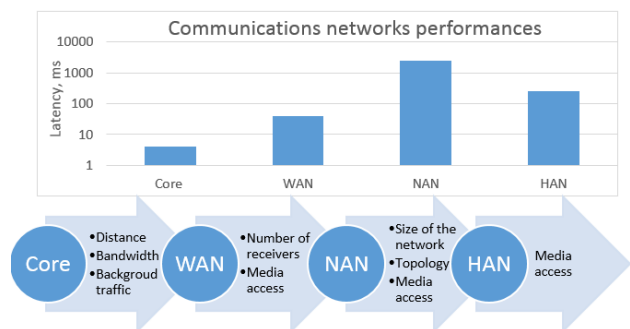 Communications networks performances
Latency, ms
10000
1000
100
10
1
Core
WAN
NAN
HAN
Core
•Distance
•Bandwidth
•Backgroud
traffic
WAN
•Number of
receivers
•Media
access
NAN
•Size of the
network
•Topology
•Media
access
HAN
Media
access